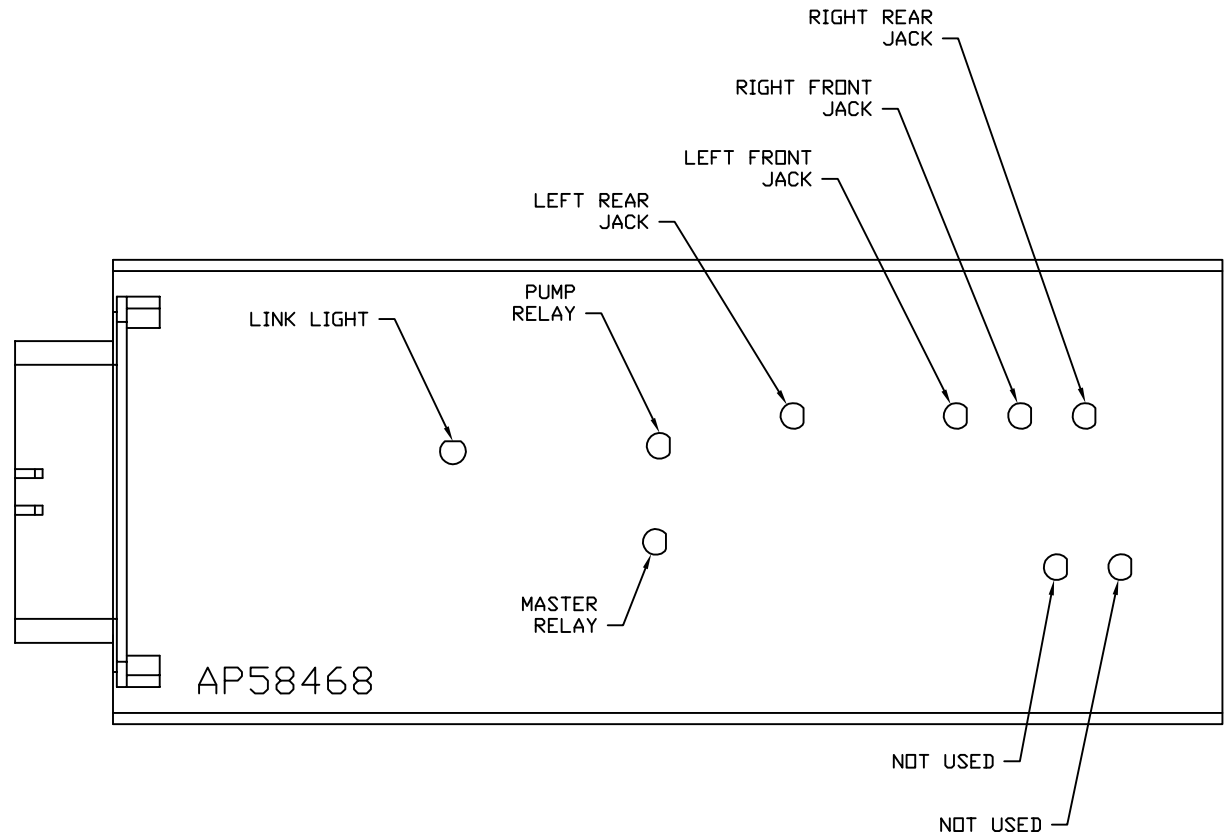 RIGHT REAR
JACK
RIGHT FRONT
JACK
LEFT FRONT
JACK
LEFT REAR
JACK
PUMP
RELAY
LINK LIGHT
MASTER
RELAY
AP58468
NOT USED
NOT USED